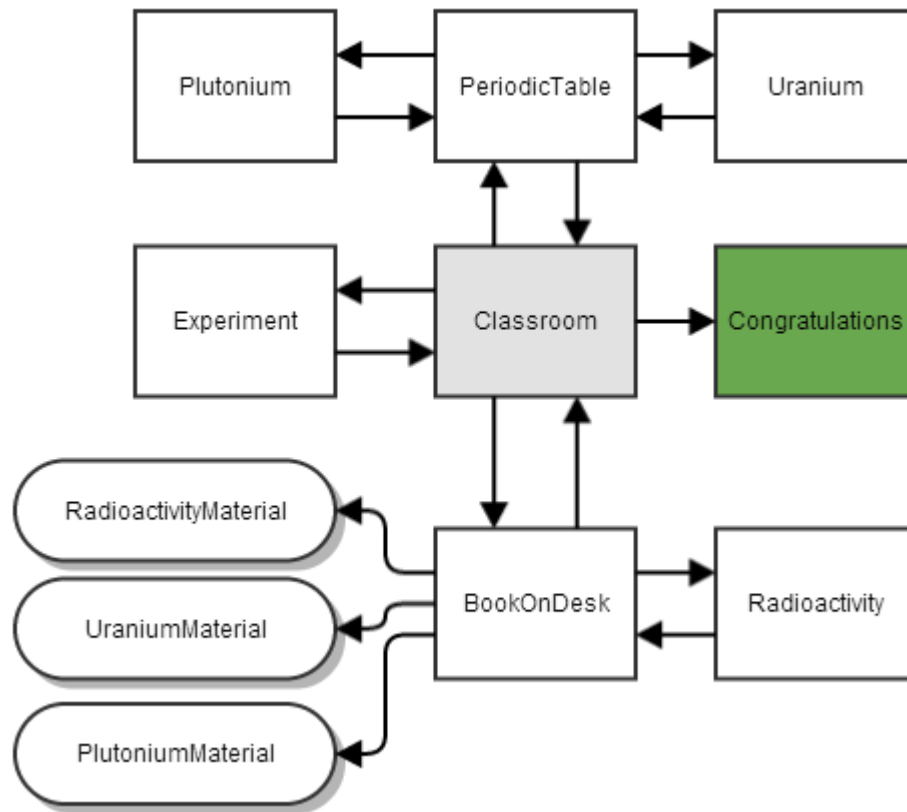 Plutonium
PeriodicTable
Uranium
Experiment
Classroom
Congratulations
RadioactivityMaterial
UraniumMaterial
PlutoniumMaterial
BookOnDesk
Radioactivity